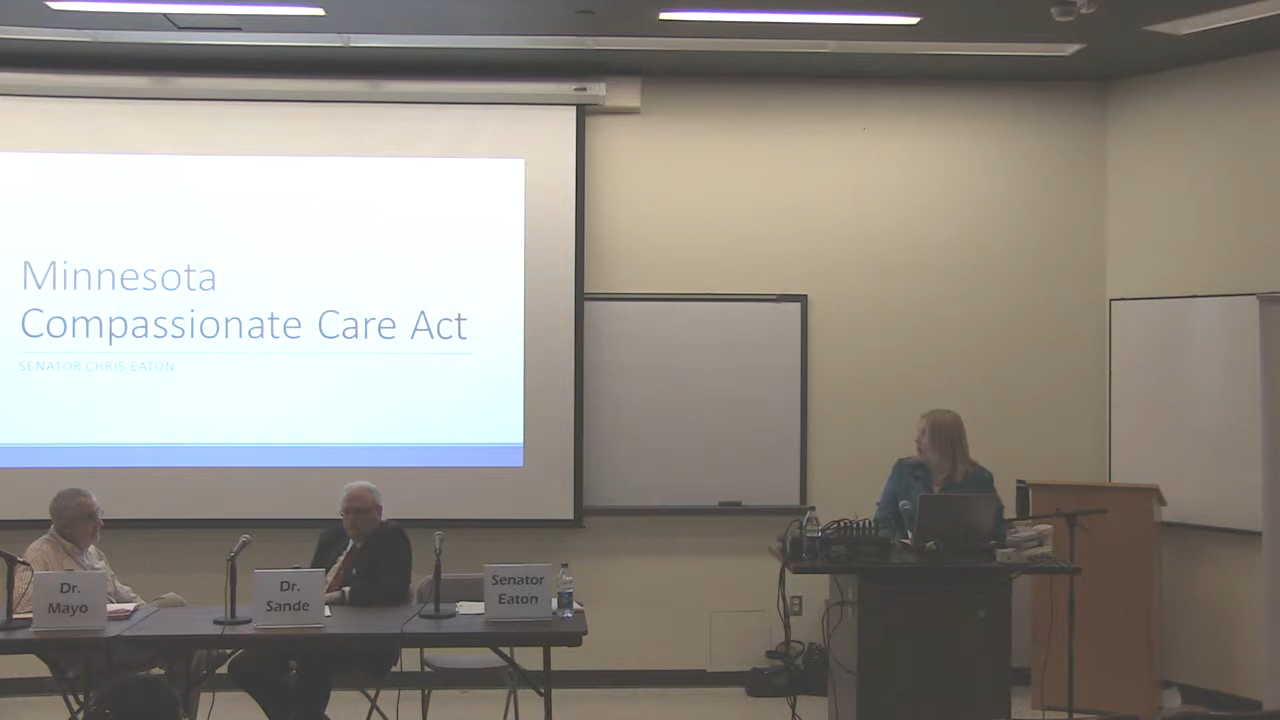 Minnesota
Compassionate Care Act
SENATOR CHRIS EATON
Dr.
Mayo
Dr.
Sande
Senator
Eaton